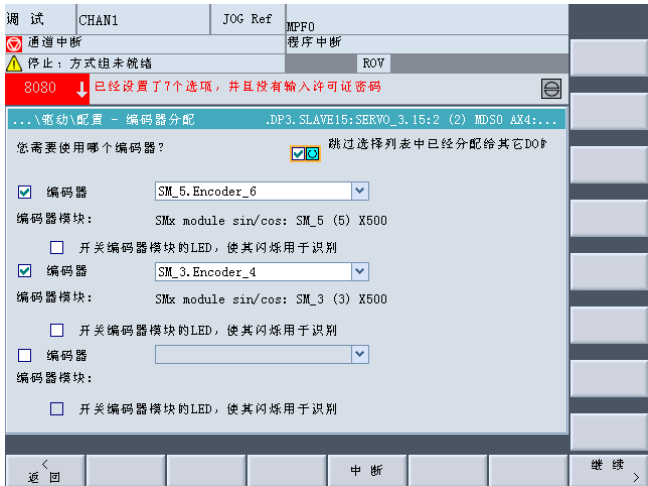 调 试
CHAN1
JOG Ref
MPF0
通道中断
程序中断
停止：方式组未就绪
ROV
8080
已经设置了7个选项，并且没有输入许可证密码
...\驱动\配置 - 编码器分配
.DP3.SLAVE15:SERVO_3.15:2 (2) MDS0 AX4:...
您需要使用哪个编码器？
跳过选择列表中已经分配给其它DO
编码器
SM_5.Encoder_6
编码器模块：
SMx module sin/cos: SM_5 (5) X500
开关编码器模块的LED，使其闪烁用于识别
编码器
SM_3.Encoder_4
编码器模块：
SMx module sin/cos: SM_3 (3) X500
开关编码器模块的LED，使其闪烁用于识别
编码器
编码器模块：
开关编码器模块的LED，使其闪烁用于识别
<
返 回
中 断
继 续
>